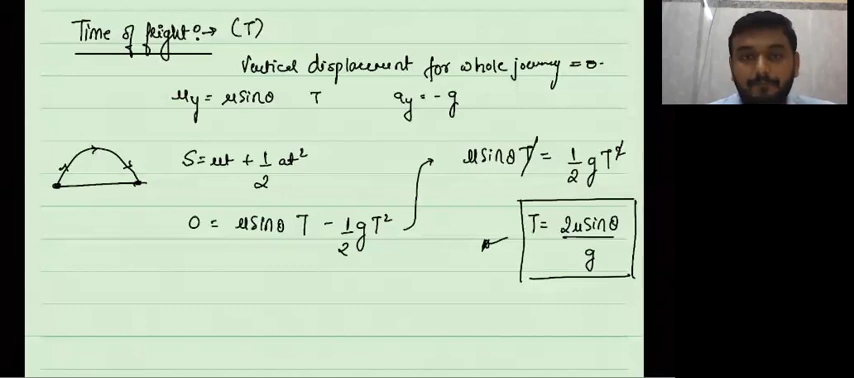 Time of flight:→ (T)
Vertical displacement for whole journey = 0.
uy = usinθ T ay = -g
S = ut + 1/2 at²
0 = usinθ T - 1/2 gT²
usinθ T = 1/2 gT²
T = 2usinθ/g